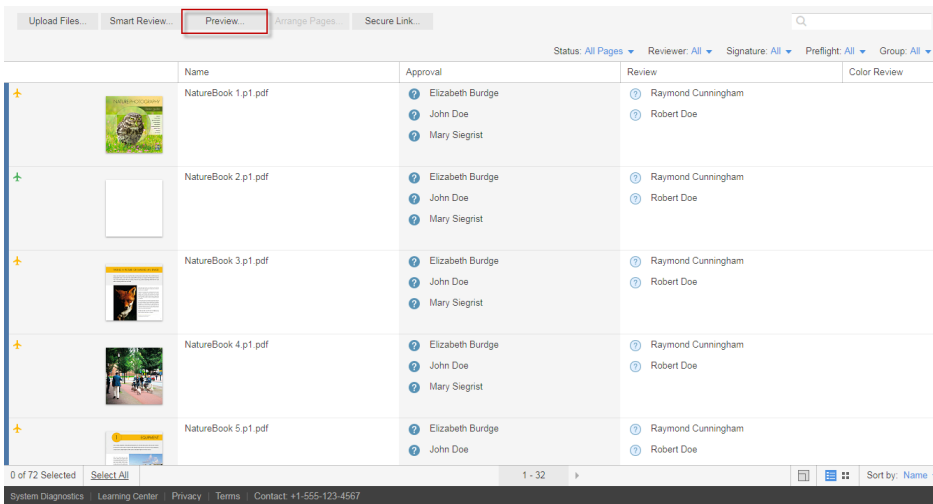 Upload Files... Smart Review... Preview... Arrange Pages... Secure Link...
Status: All Pages Reviewer: All Signature: All Preflight: All Group: All
Name Approval Review Color Review
NATURE PHOTOGRAPHY
NatureBook 1.p1.pdf Elizabeth Burdge Raymond Cunningham
John Doe Robert Doe
Mary Siegrist
NatureBook 2.p1.pdf Elizabeth Burdge Raymond Cunningham
John Doe Robert Doe
Mary Siegrist
NatureBook 3.p1.pdf Elizabeth Burdge Raymond Cunningham
John Doe Robert Doe
Mary Siegrist
NatureBook 4.p1.pdf Elizabeth Burdge Raymond Cunningham
John Doe Robert Doe
Mary Siegrist
NatureBook 5.p1.pdf Elizabeth Burdge Raymond Cunningham
John Doe Robert Doe
0 of 72 Selected Select All 1 - 32 Sort by: Name
System Diagnostics | Learning Center | Privacy | Terms | Contact: +1-555-123-4567